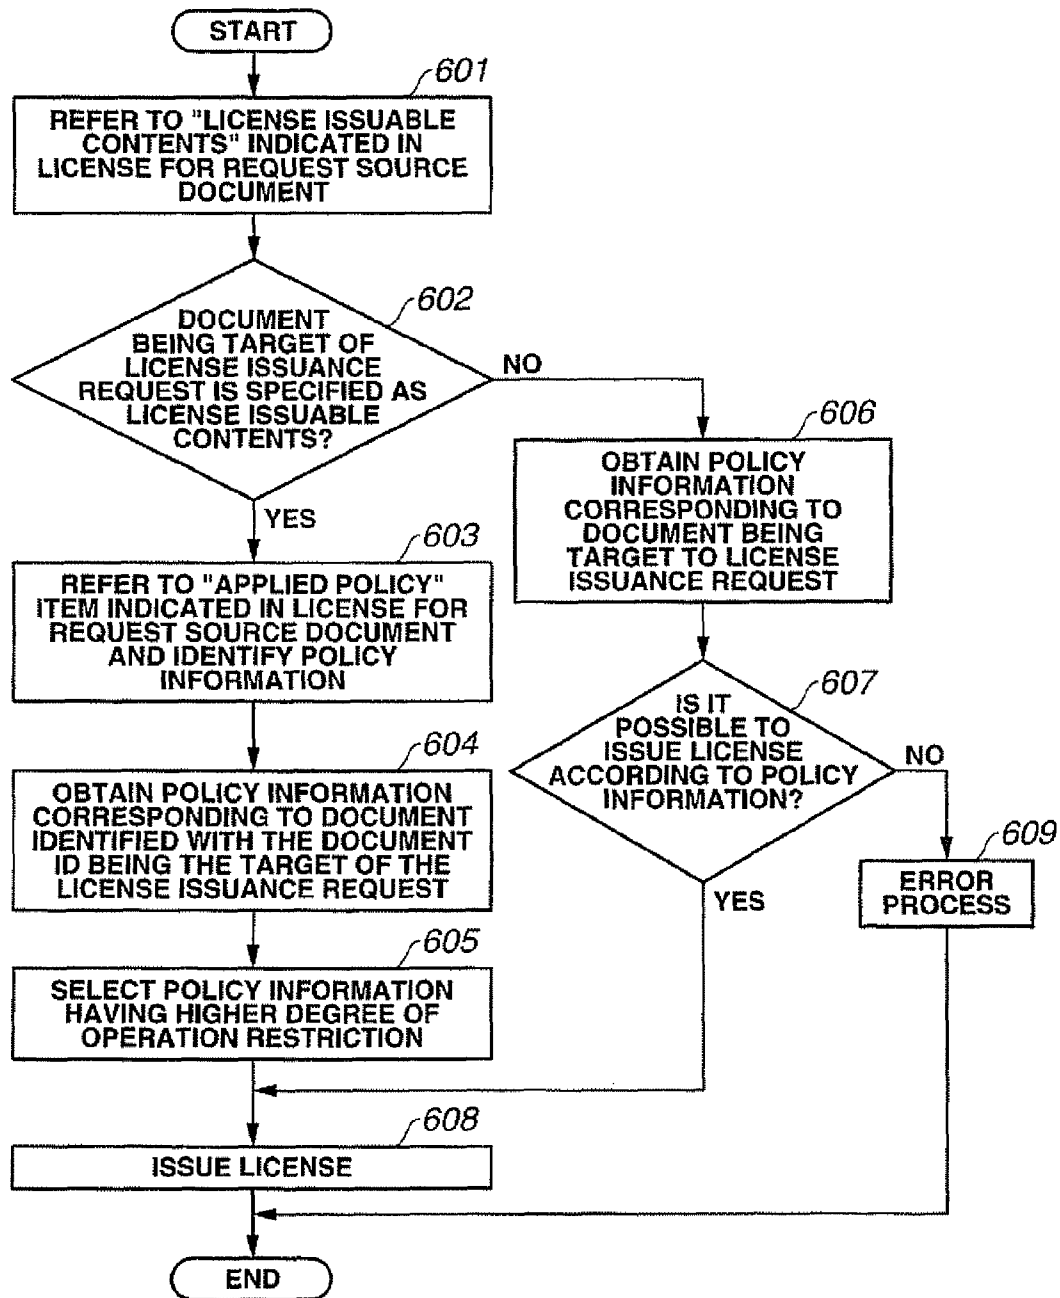 START
601
REFER TO "LICENSE ISSUABLE
CONTENTS" INDICATED IN
LICENSE FOR REQUEST SOURCE
DOCUMENT
602
DOCUMENT
BEING TARGET OF
LICENSE ISSUANCE
REQUEST IS SPECIFIED AS
LICENSE ISSUABLE
CONTENTS?
NO
YES
603
REFER TO "APPLIED POLICY"
ITEM INDICATED IN LICENSE FOR
REQUEST SOURCE DOCUMENT
AND IDENTIFY POLICY
INFORMATION
604
OBTAIN POLICY INFORMATION
CORRESPONDING TO DOCUMENT
IDENTIFIED WITH THE DOCUMENT
ID BEING THE TARGET OF THE
LICENSE ISSUANCE REQUEST
605
SELECT POLICY INFORMATION
HAVING HIGHER DEGREE OF
OPERATION RESTRICTION
606
OBTAIN POLICY
INFORMATION
CORRESPONDING TO
DOCUMENT BEING
TARGET TO LICENSE
ISSUANCE REQUEST
607
IS IT
POSSIBLE TO
ISSUE LICENSE
ACCORDING TO POLICY
INFORMATION?
NO
YES
609
ERROR
PROCESS
608
ISSUE LICENSE
END